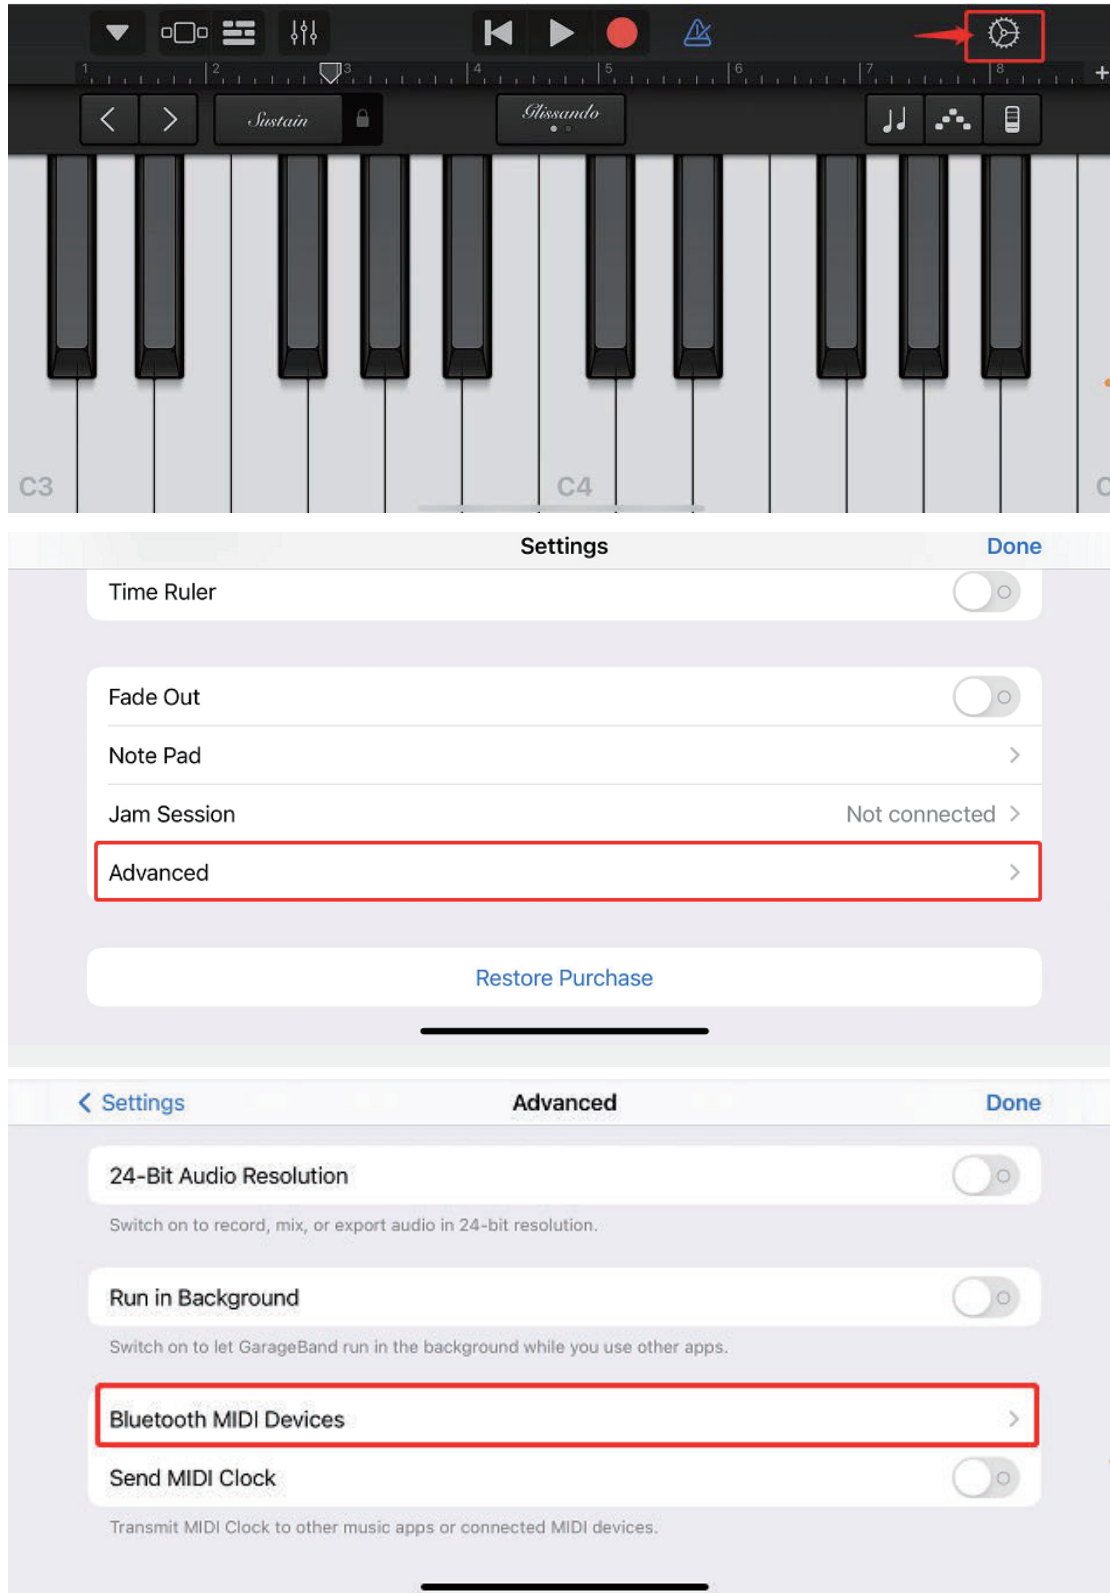 1 2 3 4 5 6 7 8
Sustain
Glissando
C3 C4 C
Settings Done
Time Ruler
Fade Out
Note Pad
Jam Session Not connected
Advanced
Restore Purchase
Settings Advanced Done
24-Bit Audio Resolution
Switch on to record, mix, or export audio in 24-bit resolution.
Run in Background
Switch on to let GarageBand run in the background while you use other apps.
Bluetooth MIDI Devices
Send MIDI Clock
Transmit MIDI Clock to other music apps or connected MIDI devices.